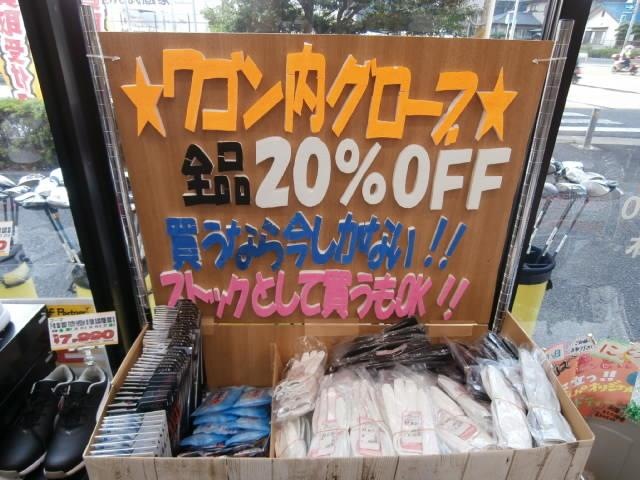 ★ワゴン内グローブ★
全品20%OFF
買うなら今しかない!!
ストックとして買うもOK!!
¥7,990